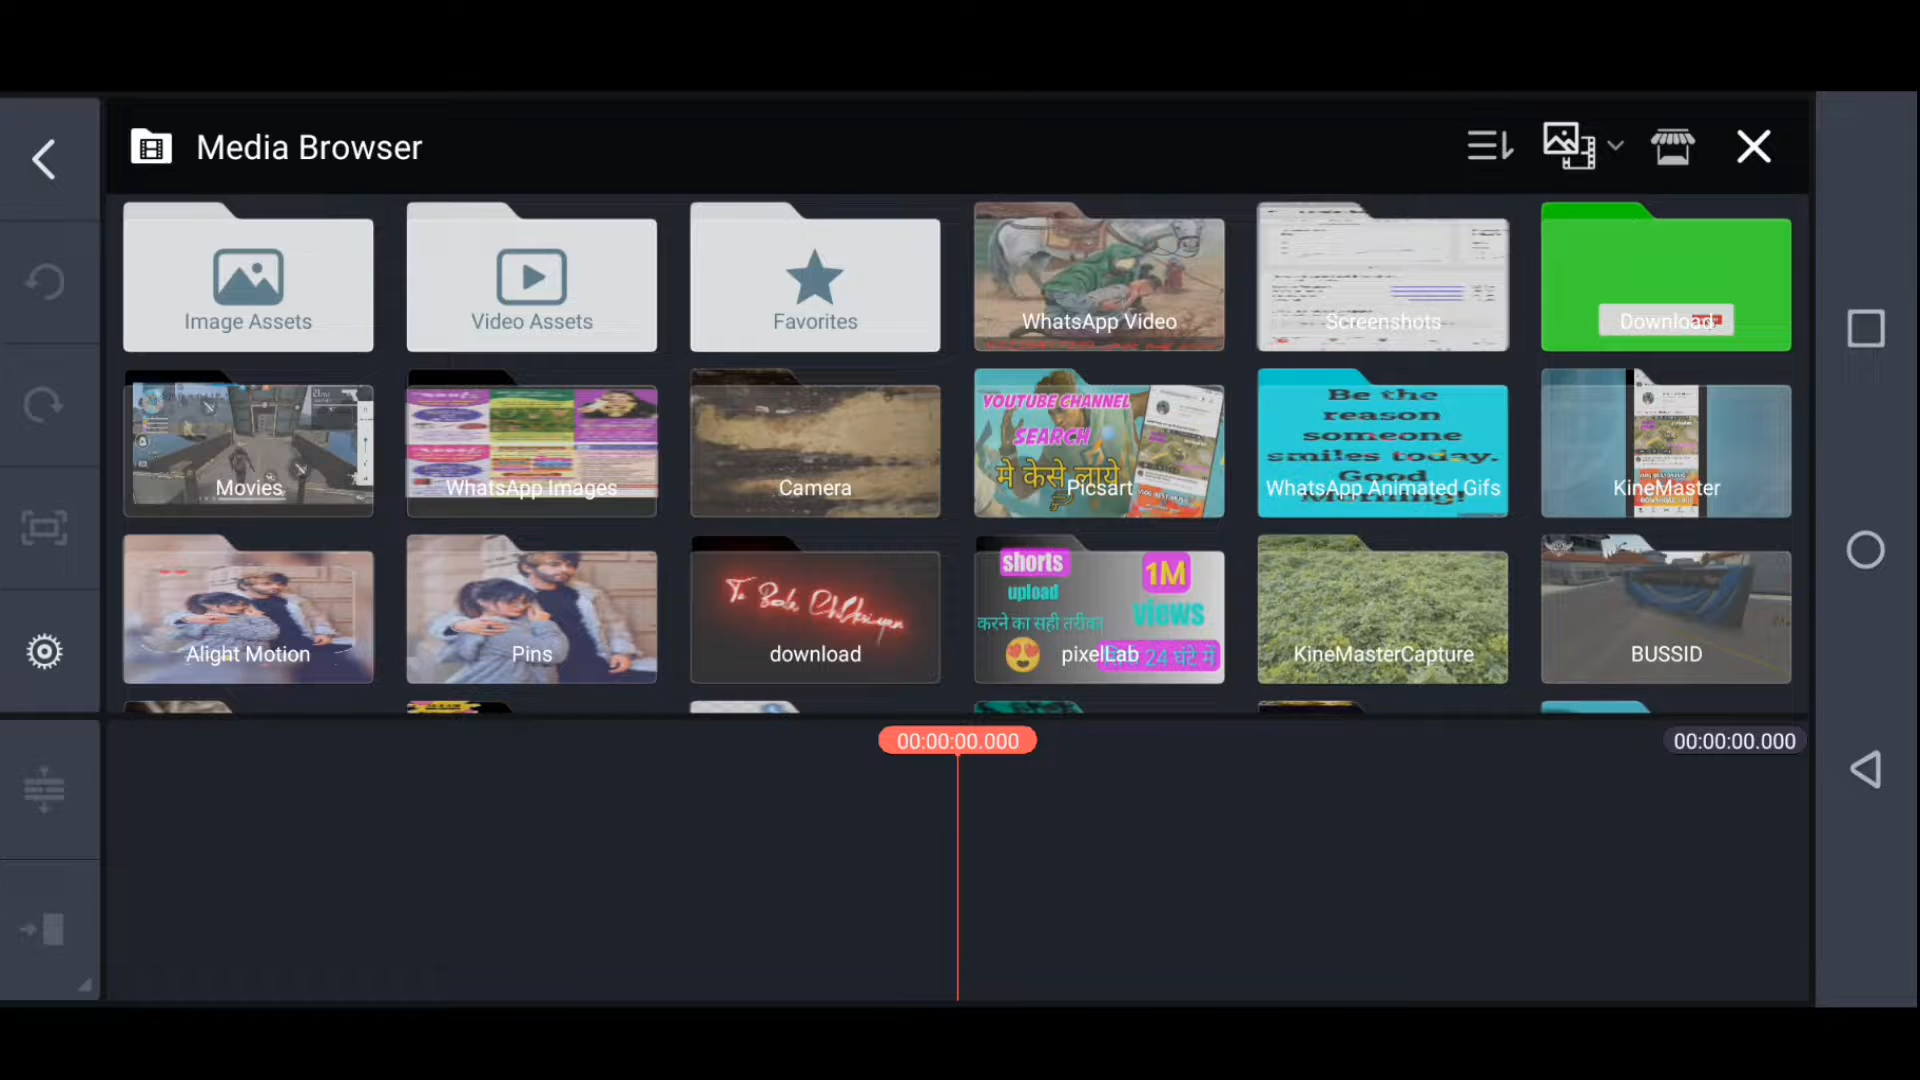 Media Browser
Image Assets
Video Assets
Favorites
WhatsApp Video
Screenshots
Download
Movies
WhatsApp Images
Camera
YOUTUBE CHANNEL
SEARCH
मे केसे लाये
Picsart
Be the
reason
someone
smiles today.
Good
Morning!
WhatsApp Animated Gifs
KineMaster
Alight Motion
Pins
download
shorts
upload
करने का सही तरीका
1M
views
24 घंटे में
pixelLab
KineMasterCapture
BUSSID
00:00:00.000
00:00:00.000